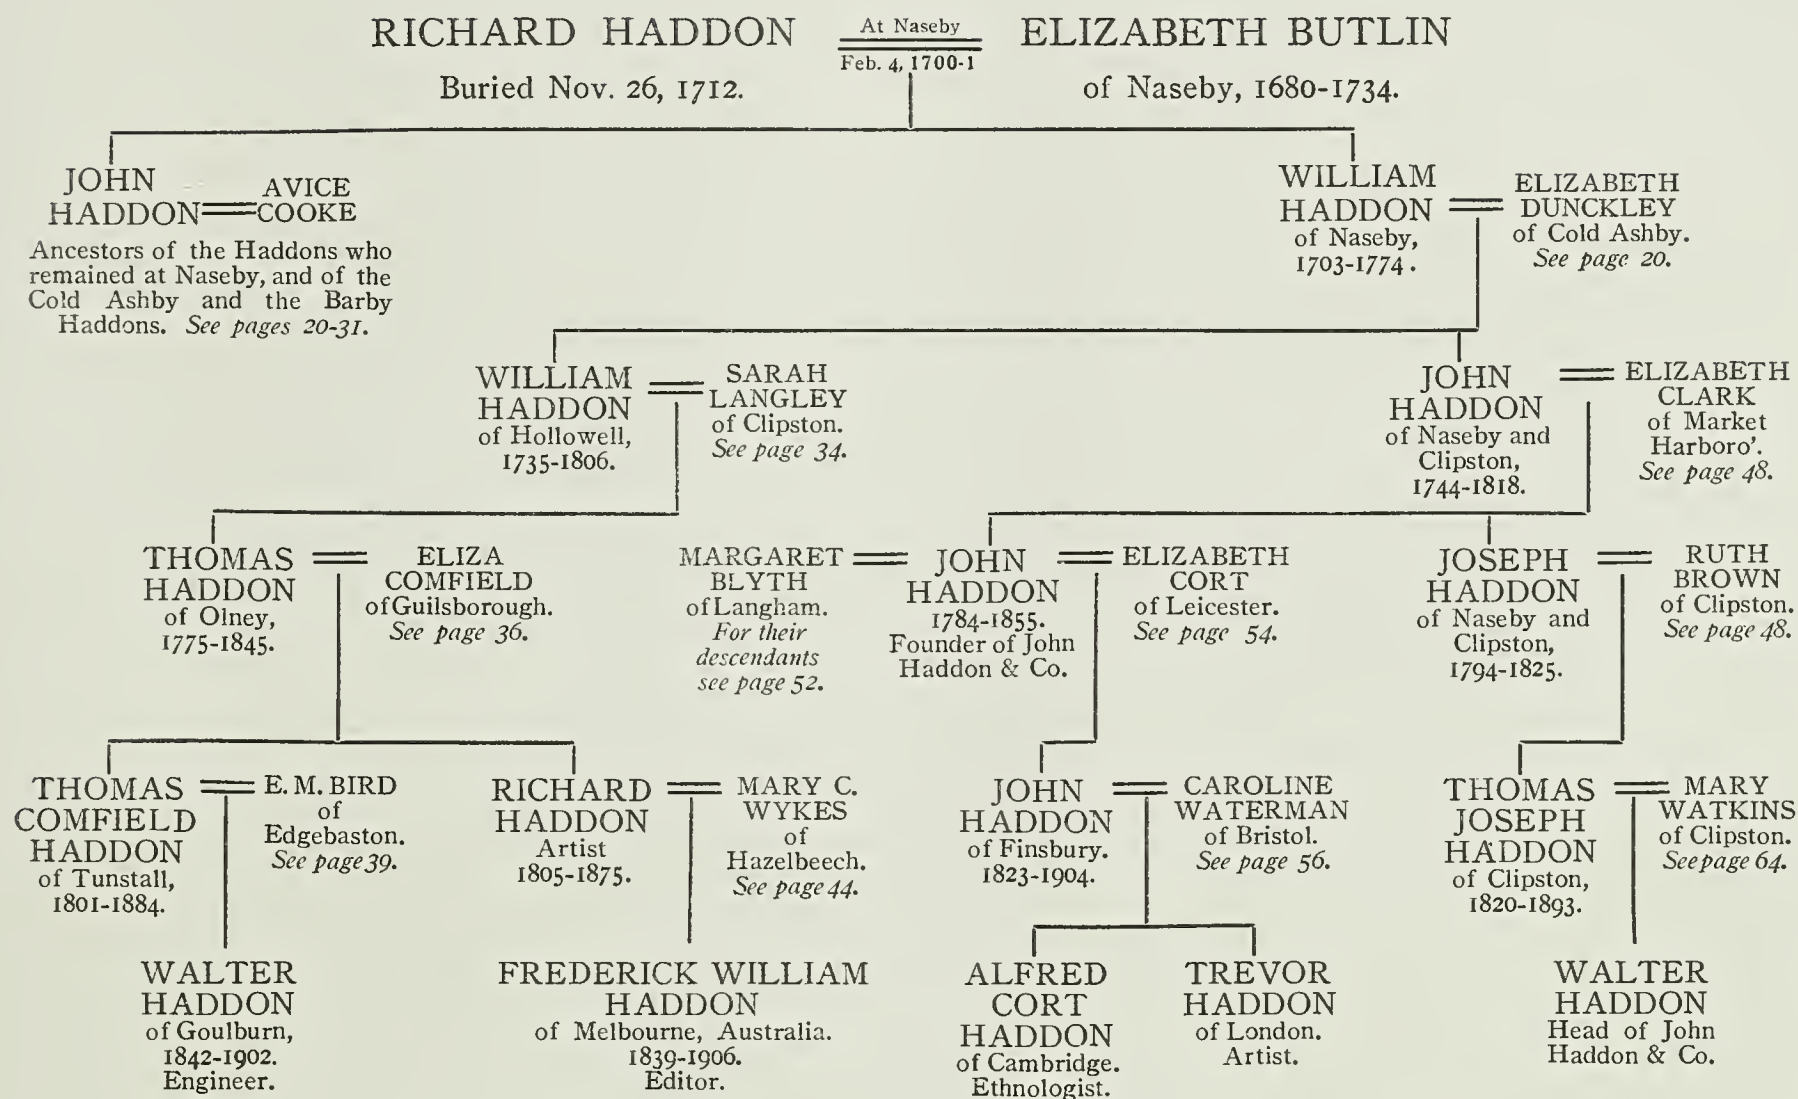 RICHARD HADDON
Buried Nov. 26, 1712.
At Naseby
Feb. 4, 1700-1
ELIZABETH BUTLIN
of Naseby, 1680-1734.
JOHN
HADDON
AVICE
COOKE
Ancestors of the Haddons who
remained at Naseby, and of the
Cold Ashby and the Barby
Haddons. See pages 20-31.
WILLIAM
HADDON
of Naseby,
1703-1774.
ELIZABETH
DUNCKLEY
of Cold Ashby.
See page 20.
WILLIAM
HADDON
of Hollowell,
1735-1806.
SARAH
LANGLEY
of Clipston.
See page 34.
JOHN
HADDON
of Naseby and
Clipston,
1744-1818.
ELIZABETH
CLARK
of Market
Harboro'.
See page 48.
THOMAS
HADDON
of Olney,
1775-1845.
ELIZA
COMFIELD
of Guilsborough.
See page 36.
MARGARET
BLYTH
of Langham.
For their
descendants
see page 52.
JOHN
HADDON
1784-1855.
Founder of John
Haddon & Co.
ELIZABETH
CORT
of Leicester.
See page 54.
JOSEPH
HADDON
of Naseby and
Clipston,
1794-1825.
RUTH
BROWN
of Clipston.
See page 48.
THOMAS
COMFIELD
HADDON
of Tunstall,
1801-1884.
E. M. BIRD
of
Edgebaston.
See page 39.
RICHARD
HADDON
Artist
1805-1875.
MARY C.
WYKES
of
Hazelbeech.
See page 44.
JOHN
HADDON
of Finsbury.
1823-1904.
CAROLINE
WATERMAN
of Bristol.
See page 56.
THOMAS
JOSEPH
HADDON
of Clipston,
1820-1893.
MARY
WATKINS
of Clipston.
See page 64.
WALTER
HADDON
of Goulburn,
1842-1902.
Engineer.
FREDERICK WILLIAM
HADDON
of Melbourne, Australia.
1839-1906.
Editor.
ALFRED
CORT
HADDON
of Cambridge.
Ethnologist.
TREVOR
HADDON
of London.
Artist.
WALTER
HADDON
Head of John
Haddon & Co.